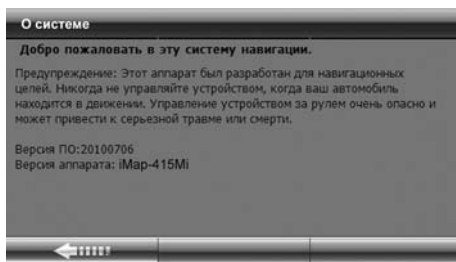 О системе
Добро пожаловать в эту систему навигации.
Предупреждение: Этот аппарат был разработан для навигационных
целей. Никогда не управляйте устройством, когда ваш автомобиль
находится в движении. Управление устройством за рулем очень опасно и
может привести к серьезной травме или смерти.
Версия ПО:20100706
Версия аппарата: iMap-415Mi